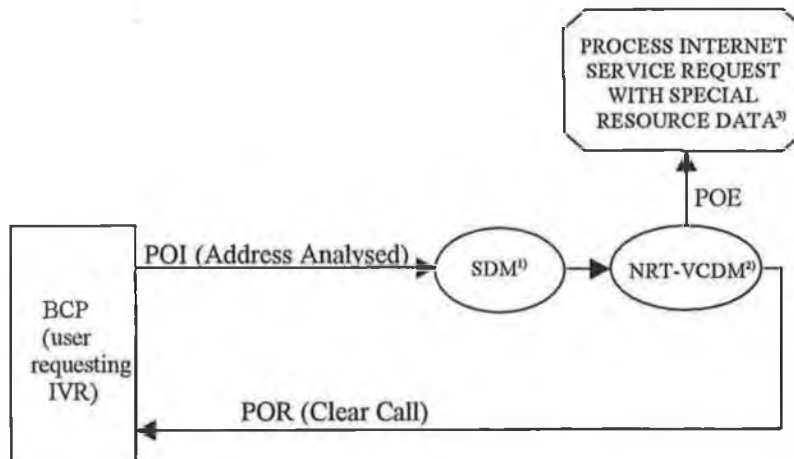 PROCESS INTERNET
SERVICE REQUEST
WITH SPECIAL
RESOURCE DATA³⁾
POE
POI (Address Analysed)
SDM¹⁾
NRT-VCDM²⁾
BCP
(user
requesting
IVR)
POR (Clear Call)